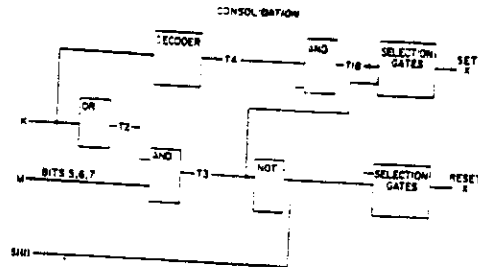 CONSOLIDATION
DECODER
T4
AND
T16
SELECTION
GATES
SET
X
K
OR
T2
AND
T3
NOT
M
BITS 5,6,7
SELECTION
GATES
RESET
X